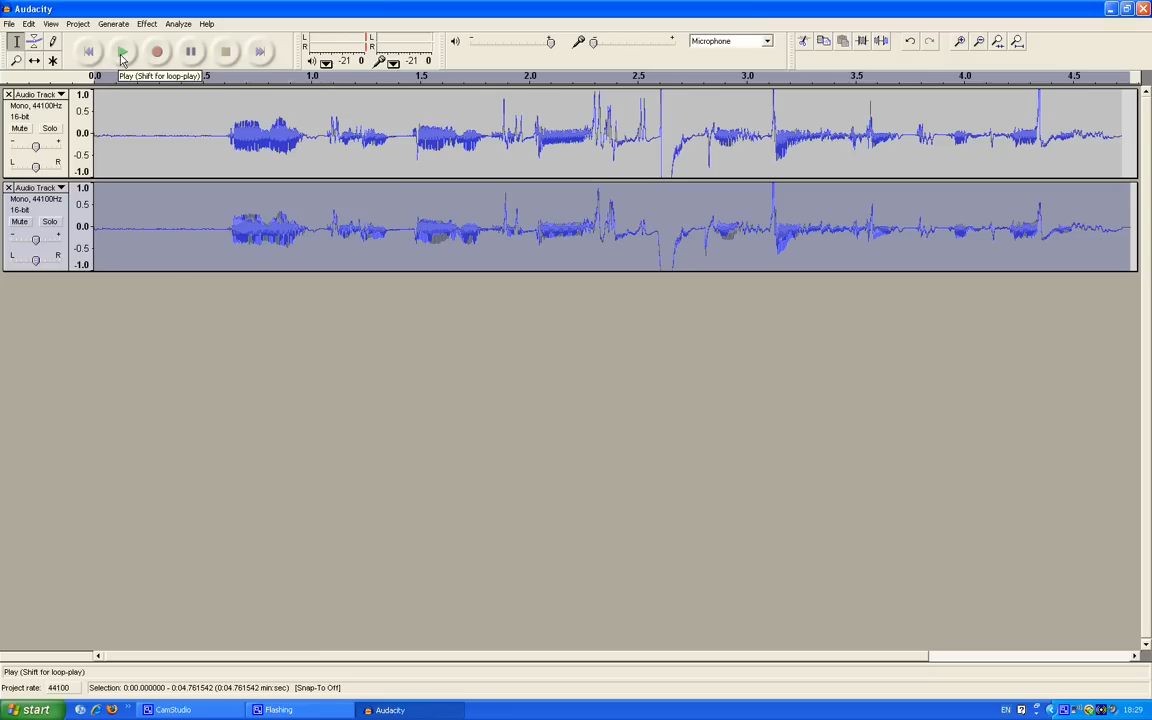 Audacity
File Edit View Project Generate Effect Analyze Help
L L
R R
-21 0 -21 0
- + - +
Microphone
0.0 .5 1.0 1.5 2.0 2.5 3.0 3.5 4.0 4.5
Play (Shift for loop-play)
Audio Track
Mono, 44100Hz
16-bit
Mute Solo
- +
L R
1.0
0.5
0.0
-0.5
-1.0
Audio Track
Mono, 44100Hz
16-bit
Mute Solo
- +
L R
1.0
0.5
0.0
-0.5
-1.0
Play (Shift for loop-play)
Project rate: 44100 Selection: 0:00.000000 - 0:04.761542 (0:04.761542 min:sec) [Snap-To Off]
start CamStudio Flashing Audacity EN 18:29